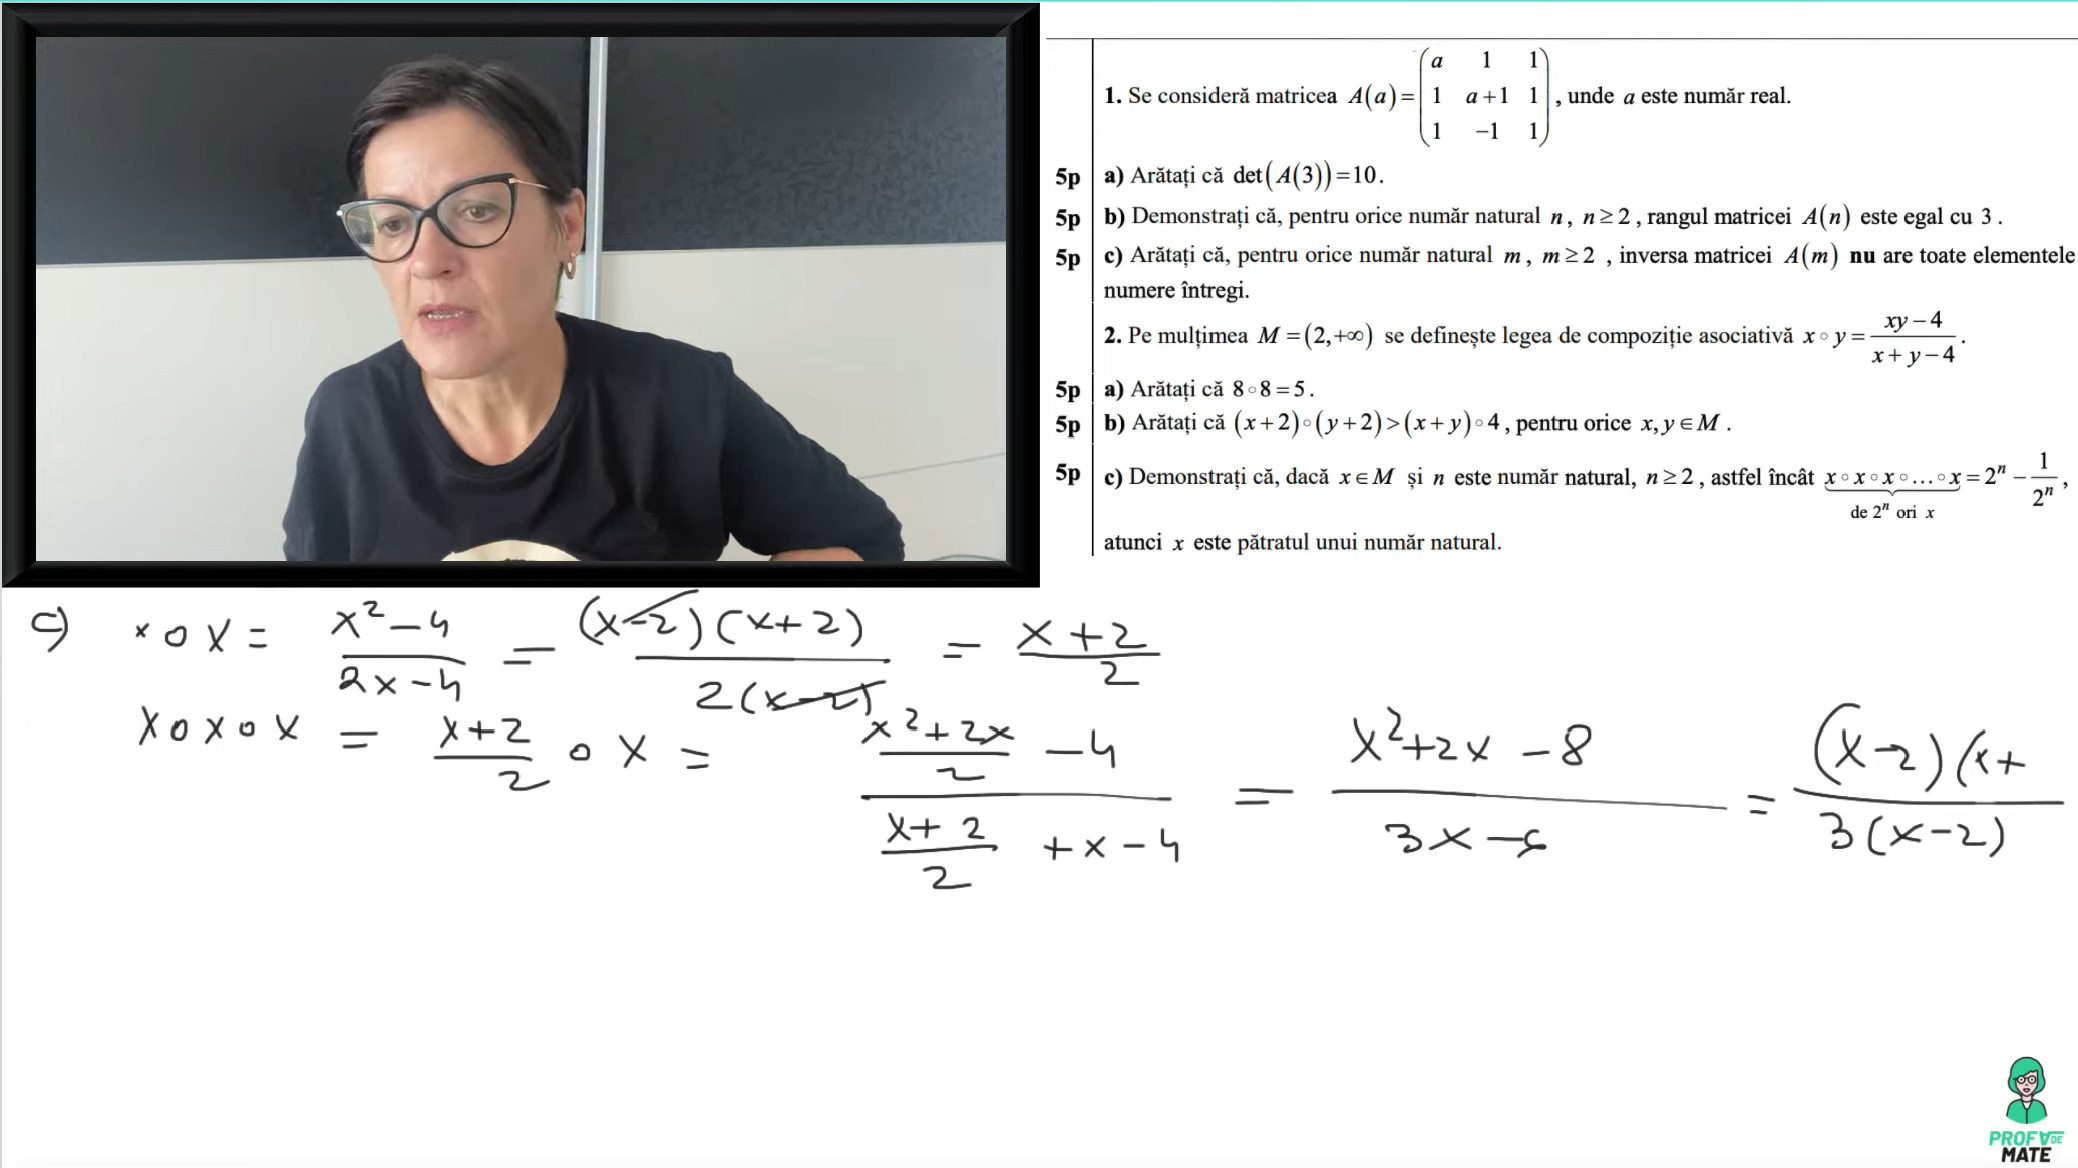 1. Se consideră matricea A(a) = (a 1 1; 1 a+1 1; 1 -1 1), unde a este număr real.
5p a) Arătați că det(A(3)) = 10.
5p b) Demonstrați că, pentru orice număr natural n, n ≥ 2, rangul matricei A(n) este egal cu 3.
5p c) Arătați că, pentru orice număr natural m, m ≥ 2, inversa matricei A(m) nu are toate elementele
numere întregi.
2. Pe mulțimea M = (2,+∞) se definește legea de compoziție asociativă x∘y = (xy−4)/(x+y−4).
5p a) Arătați că 8∘8 = 5.
5p b) Arătați că (x+2)∘(y+2) > (x+y)∘4, pentru orice x, y ∈ M.
5p c) Demonstrați că, dacă x ∈ M și n este număr natural, n ≥ 2, astfel încât x∘x∘x∘...∘x = 2ⁿ − 1/2ⁿ,
de 2ⁿ ori x
atunci x este pătratul unui număr natural.
c) x∘x = (x²−4)/(2x−4) = (x−2)(x+2)/2(x−2) = (x+2)/2
x∘x∘x = (x+2)/2 ∘ x = ((x²+2x)/2 −4)/((x+2)/2 +x−4) = (x²+2x−8)/(3x−6) = (x−2)(x+/3(x−2)
PROFA DE
MATE